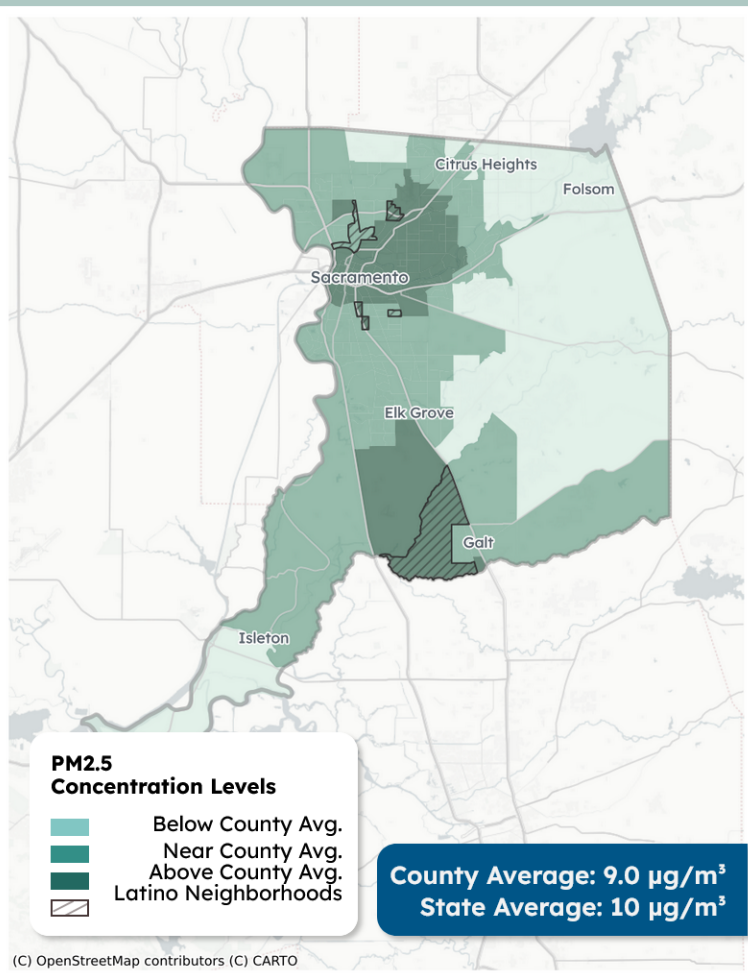 Citrus Heights
Folsom
Sacramento
Elk Grove
Galt
Isleton
PM2.5
Concentration Levels
Below County Avg.
Near County Avg.
Above County Avg.
Latino Neighborhoods
County Average: 9.0 µg/m³
State Average: 10 µg/m³
(C) OpenStreetMap contributors (C) CARTO